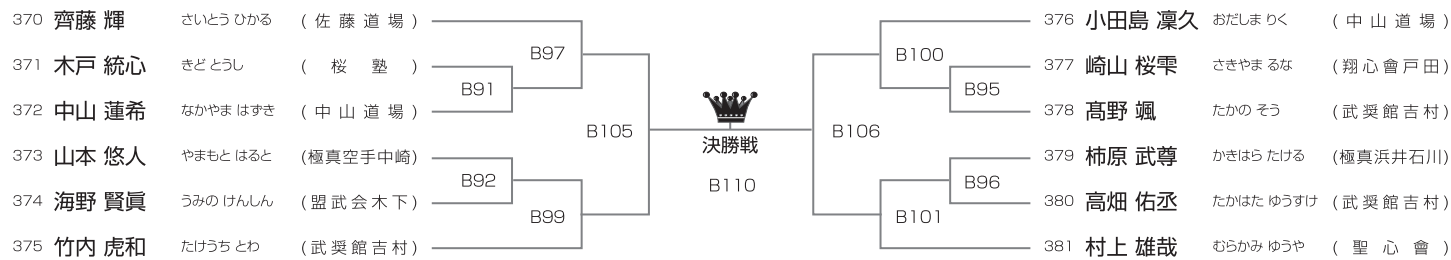 370 齊藤 輝 さいとう ひかる (佐藤道場)
371 木戸 統心 きど とうし (桜塾)
372 中山 蓮希 なかやま はずき (中山道場)
373 山本 悠人 やまもと はると (極真空手中崎)
374 海野 賢眞 うみの けんしん (盟武会木下)
375 竹内 虎和 たけうち とわ (武奨館吉村)
B97
B91
B105
B92
B99
決勝戦
B110
B100
B95
B106
B96
B101
376 小田島 凜久 おだしま りく (中山道場)
377 崎山 桜雫 さきやま るな (翔心會戸田)
378 髙野 颯 たかの そう (武奨館吉村)
379 柿原 武尊 かきはら たける (極真浜井石川)
380 高畑 佑丞 たかはた ゆうすけ (武奨館吉村)
381 村上 雄哉 むらかみ ゆうや (聖心會)